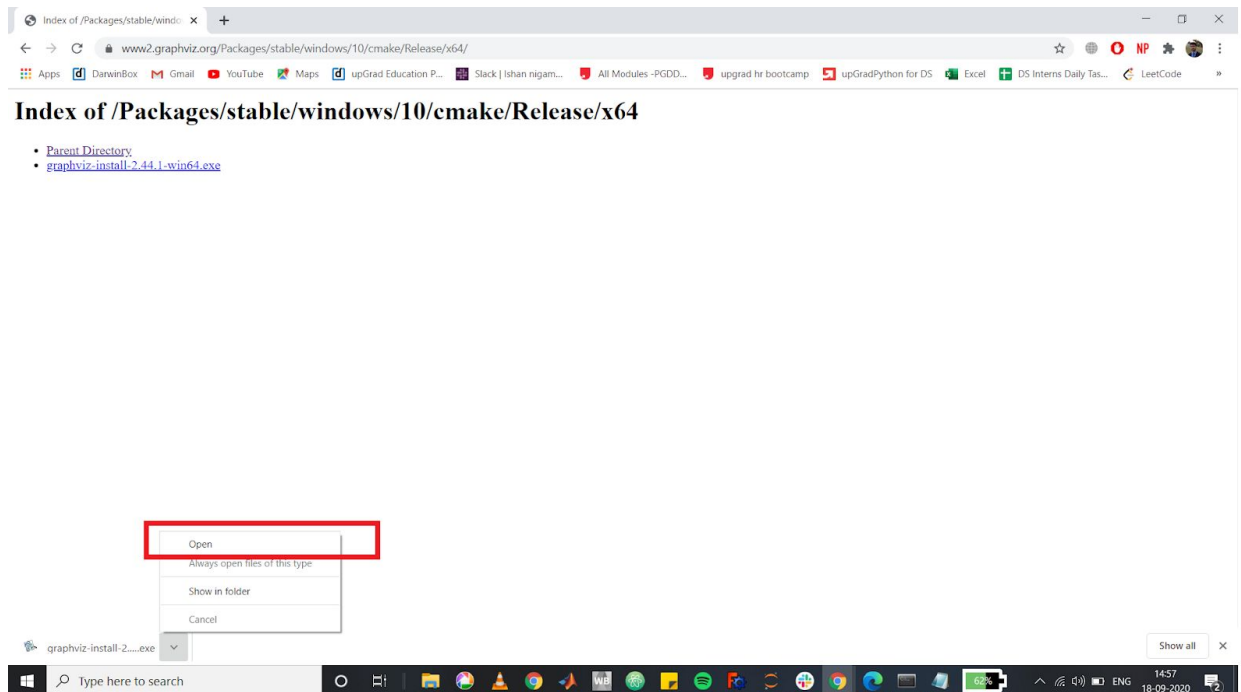 Index of /Packages/stable/windo
www2.graphviz.org/Packages/stable/windows/10/cmake/Release/x64/
NP
Apps DarwinBox Gmail YouTube Maps upGrad Education P... Slack | Ishan nigam... All Modules -PGDD... upgrad hr bootcamp upGradPython for DS Excel DS Interns Daily Tas... LeetCode »
Index of /Packages/stable/windows/10/cmake/Release/x64
• Parent Directory
• graphviz-install-2.44.1-win64.exe
Open
Always open files of this type
Show in folder
Cancel
graphviz-install-2.....exe
Show all
Type here to search
WB
62%
ENG
14:57
18-09-2020
2